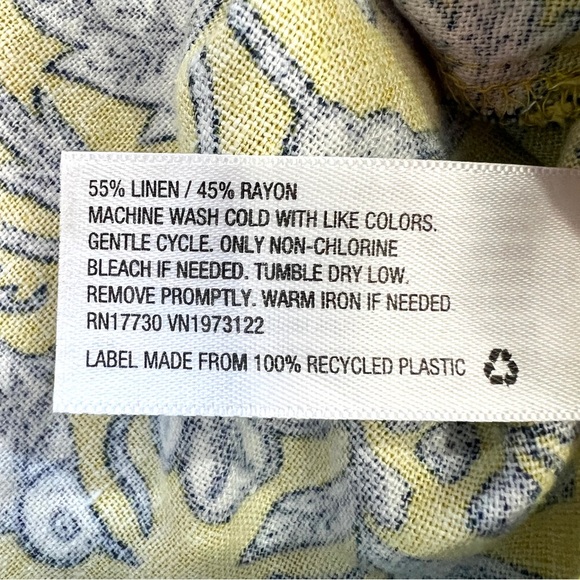 55% LINEN / 45% RAYON
MACHINE WASH COLD WITH LIKE COLORS.
GENTLE CYCLE. ONLY NON-CHLORINE
BLEACH IF NEEDED. TUMBLE DRY LOW.
REMOVE PROMPTLY. WARM IRON IF NEEDED
RN17730 VN1973122
LABEL MADE FROM 100% RECYCLED PLASTIC